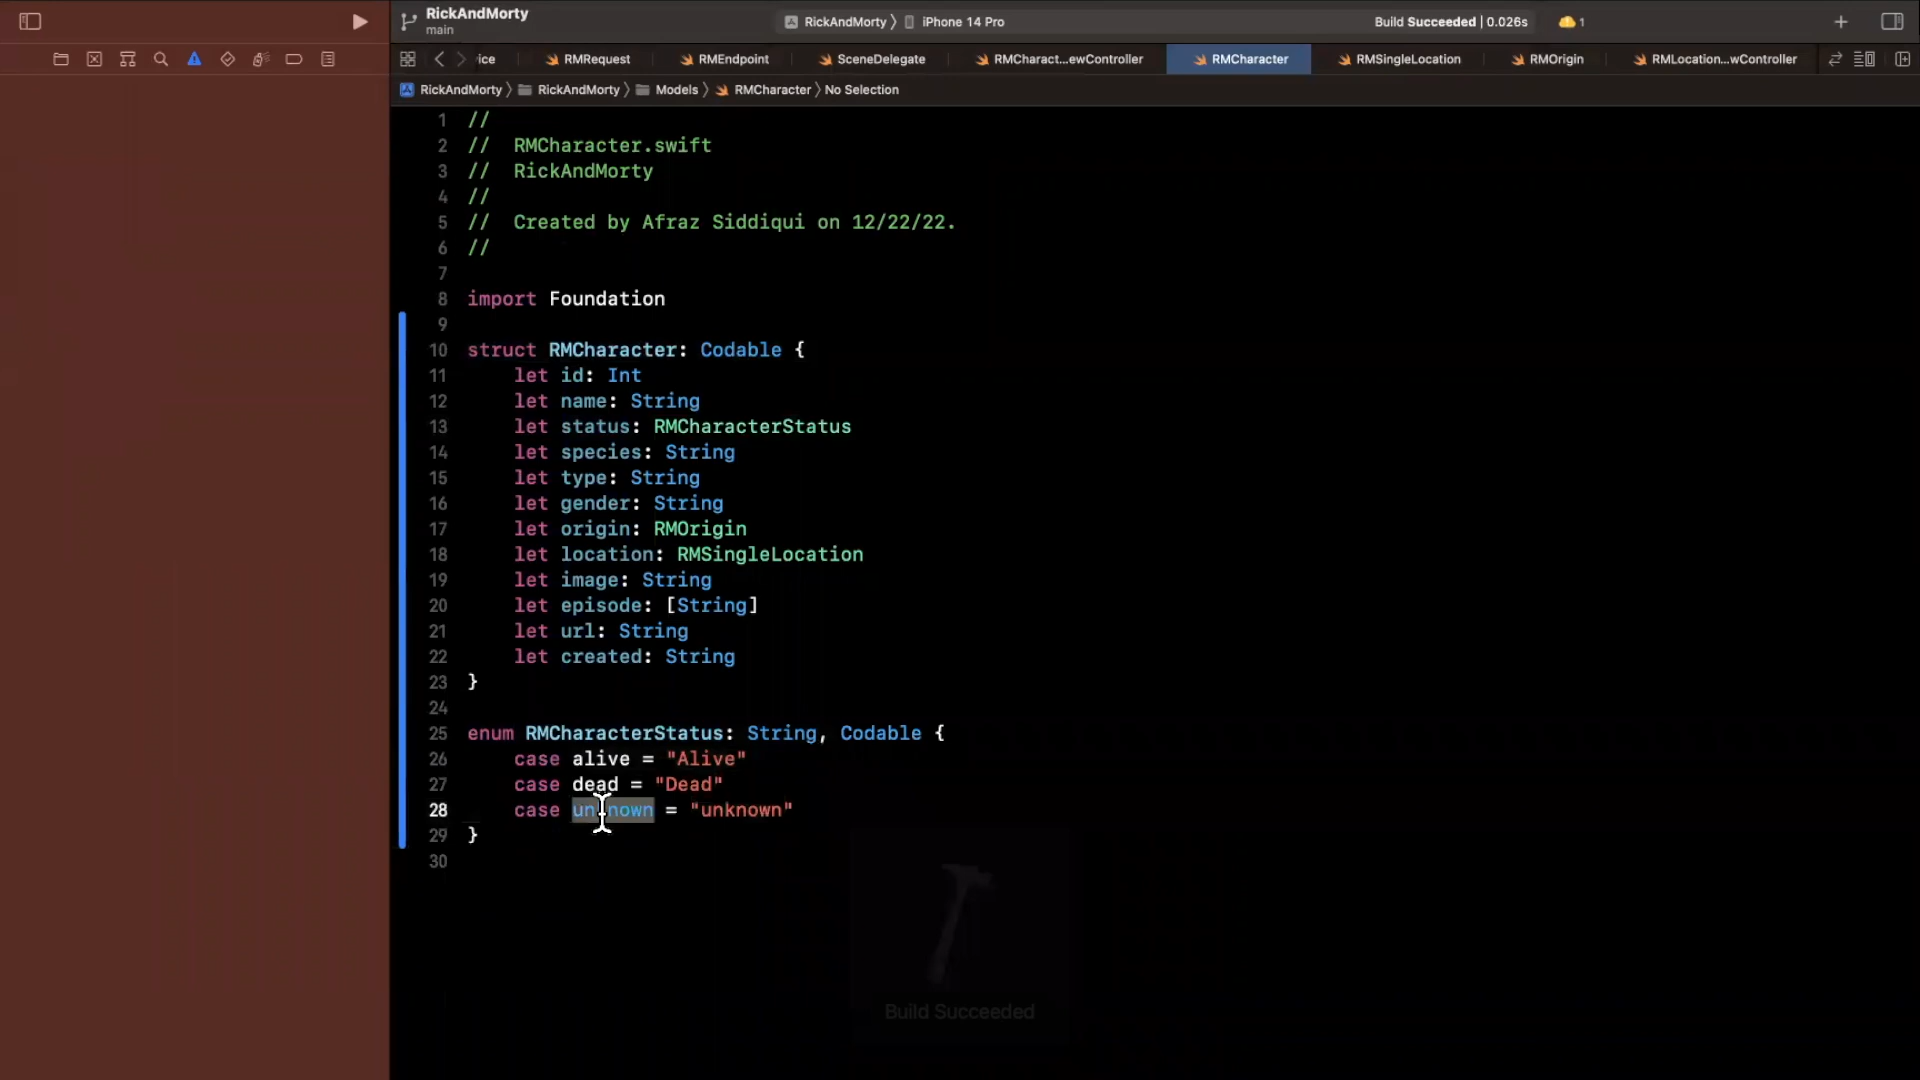 RickAndMorty
main
RickAndMorty 〉 iPhone 14 Pro
Build Succeeded | 0.026s
1
ice
RMRequest
RMEndpoint
SceneDelegate
RMCharact...ewController
RMCharacter
RMSingleLocation
RMOrigin
RMLocation...wController
RickAndMorty 〉 RickAndMorty 〉 Models 〉 RMCharacter 〉 No Selection
1 //
2 //  RMCharacter.swift
3 //  RickAndMorty
4 //
5 //  Created by Afraz Siddiqui on 12/22/22.
6 //
7
8 import Foundation
9
10 struct RMCharacter: Codable {
11     let id: Int
12     let name: String
13     let status: RMCharacterStatus
14     let species: String
15     let type: String
16     let gender: String
17     let origin: RMOrigin
18     let location: RMSingleLocation
19     let image: String
20     let episode: [String]
21     let url: String
22     let created: String
23 }
24
25 enum RMCharacterStatus: String, Codable {
26     case alive = "Alive"
27     case dead = "Dead"
28     case unknown = "unknown"
29 }
30
Build Succeeded